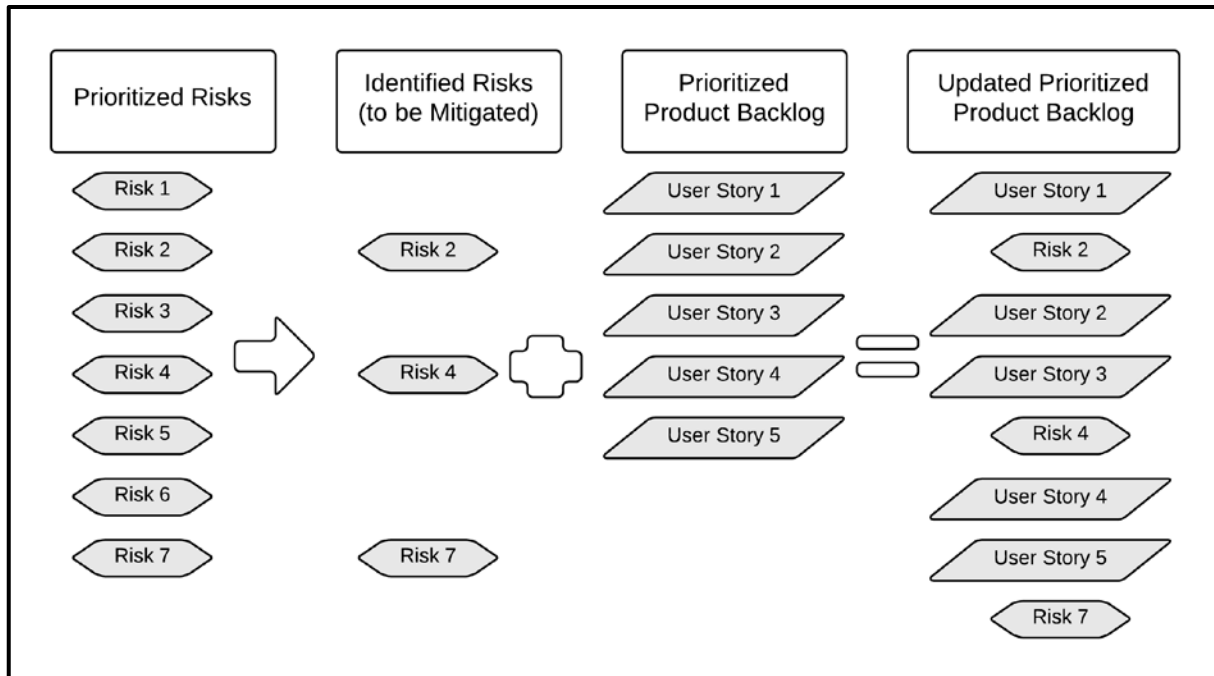 Prioritized Risks
Identified Risks
(to be Mitigated)
Prioritized
Product Backlog
Updated Prioritized
Product Backlog
Risk 1
Risk 2
Risk 3
Risk 4
Risk 5
Risk 6
Risk 7
Risk 2
Risk 4
Risk 7
User Story 1
User Story 2
User Story 3
User Story 4
User Story 5
User Story 1
Risk 2
User Story 2
User Story 3
Risk 4
User Story 4
User Story 5
Risk 7